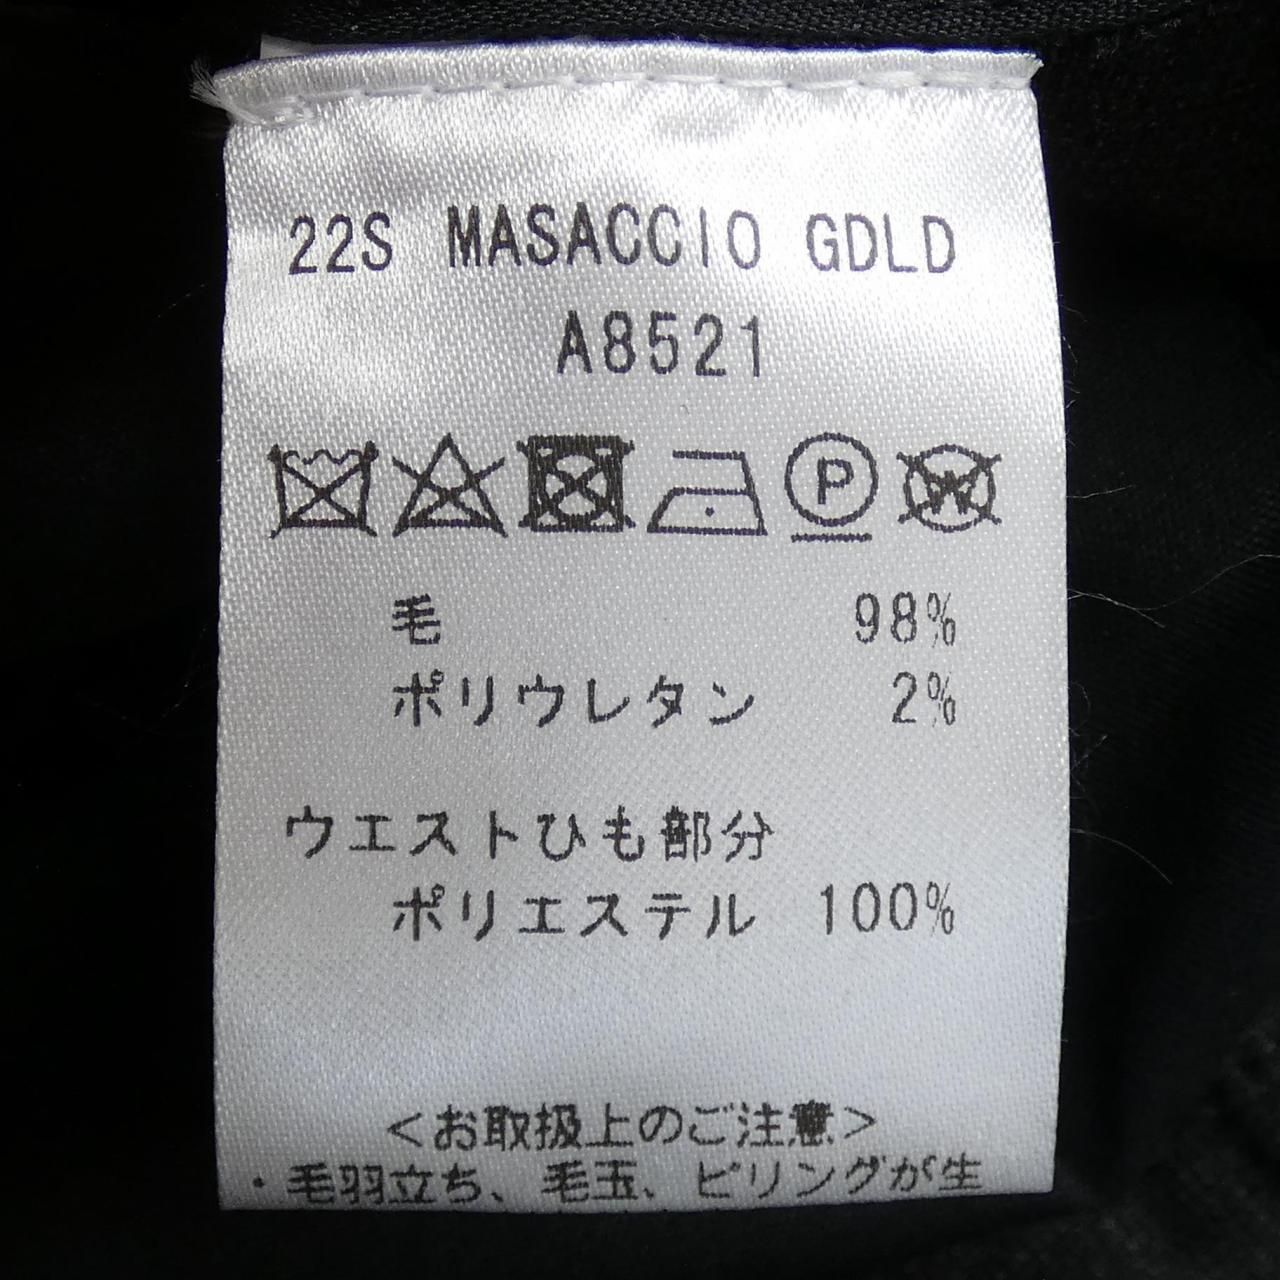 22S MASACCIO GDLD
A8521
P W
毛 98%
ポリウレタン 2%
ウエストひも部分
ポリエステル 100%
<お取扱上のご注意>
・毛羽立ち、毛玉、ピリングが生